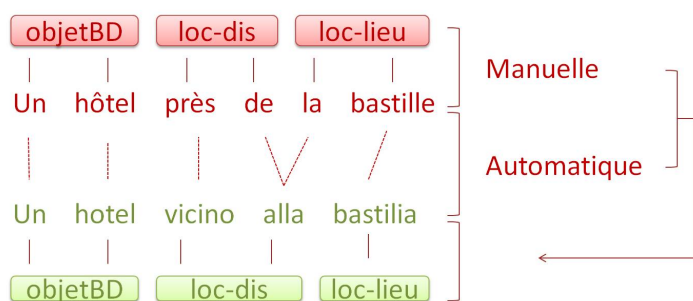 objetBD loc-dis loc-lieu
Manuelle
Un hôtel près de la bastille
Automatique
Un hotel vicino alla bastilia
objetBD loc-dis loc-lieu